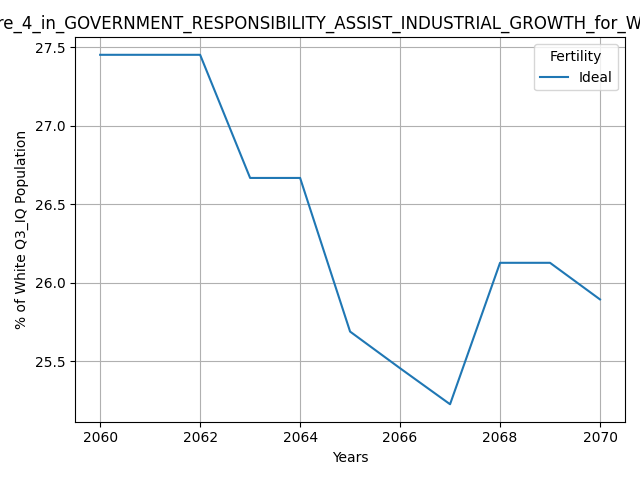 re_4_in_GOVERNMENT_RESPONSIBILITY_ASSIST_INDUSTRIAL_GROWTH_for_W
Fertility
Ideal
% of White Q3_IQ Population
27.5
27.0
26.5
26.0
25.5
2060 2062 2064 2066 2068 2070
Years